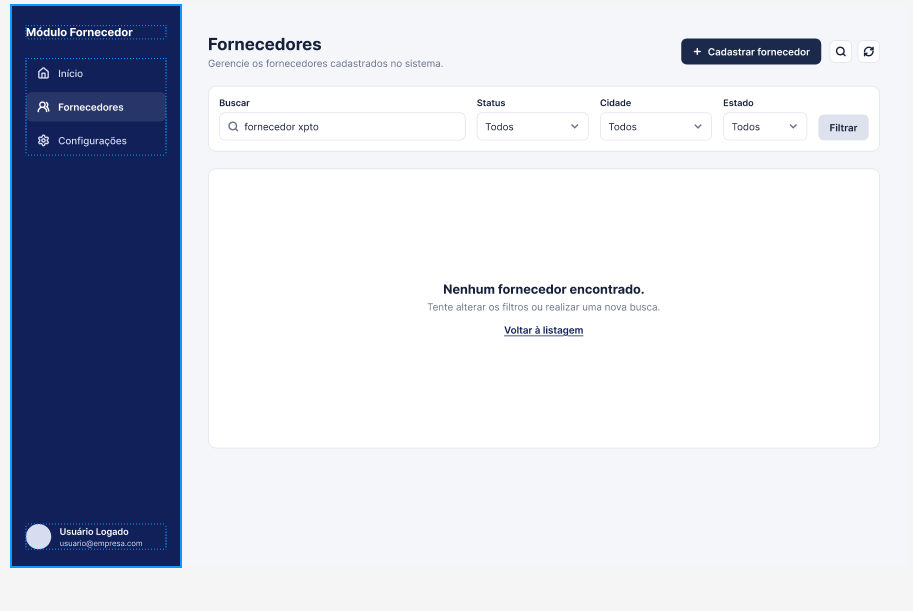 Módulo Fornecedor
Início
Fornecedores
Configurações
Usuário Logado
usuario@empresa.com
Fornecedores
Gerencie os fornecedores cadastrados no sistema.
+ Cadastrar fornecedor
Buscar
fornecedor xpto
Status
Todos
Cidade
Todos
Estado
Todos
Filtrar
Nenhum fornecedor encontrado.
Tente alterar os filtros ou realizar uma nova busca.
Voltar à listagem